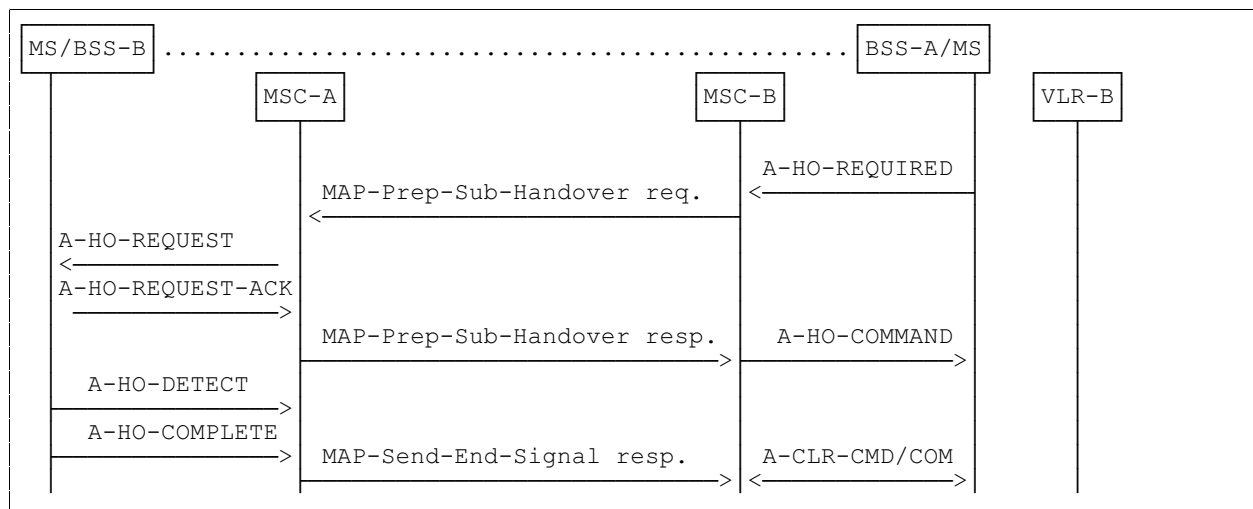 MS/BSS-B
BSS-A/MS
MSC-A
MSC-B
VLR-B
A-HO-REQUIRED
MAP-Prep-Sub-Handover req.
A-HO-REQUEST
A-HO-REQUEST-ACK
MAP-Prep-Sub-Handover resp.
A-HO-COMMAND
A-HO-DETECT
A-HO-COMPLETE
MAP-Send-End-Signal resp.
A-CLR-CMD/COM